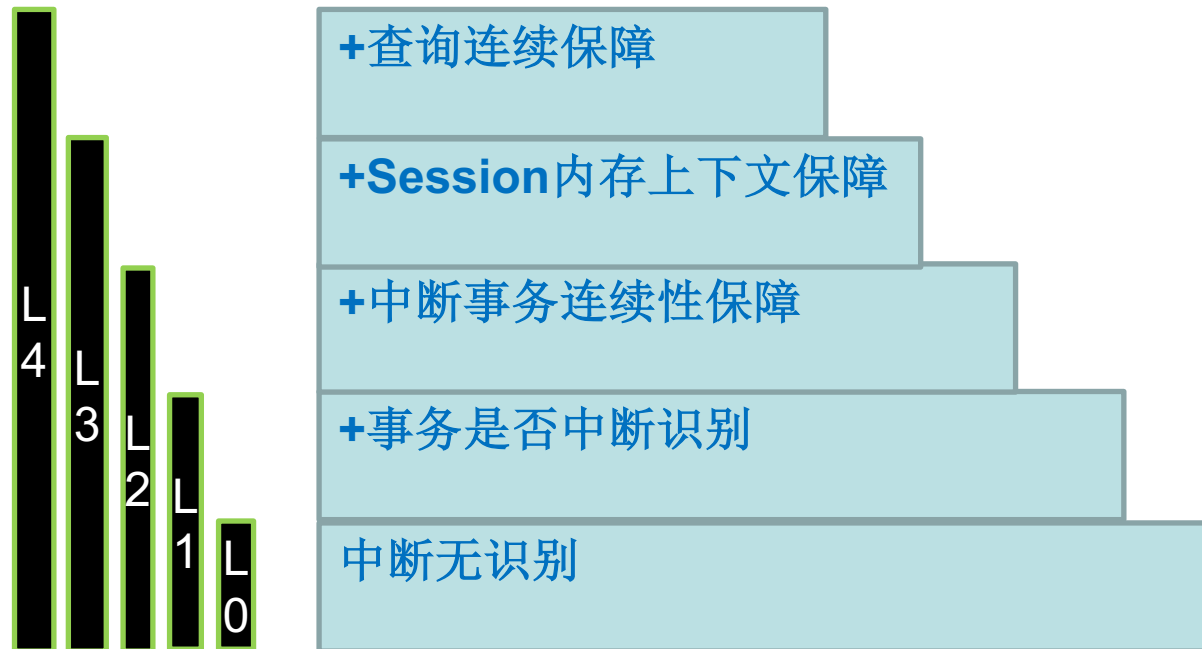 +查询连续保障
+Session内存上下文保障
+中断事务连续性保障
+事务是否中断识别
中断无识别
L4
L3
L2
L1
L0